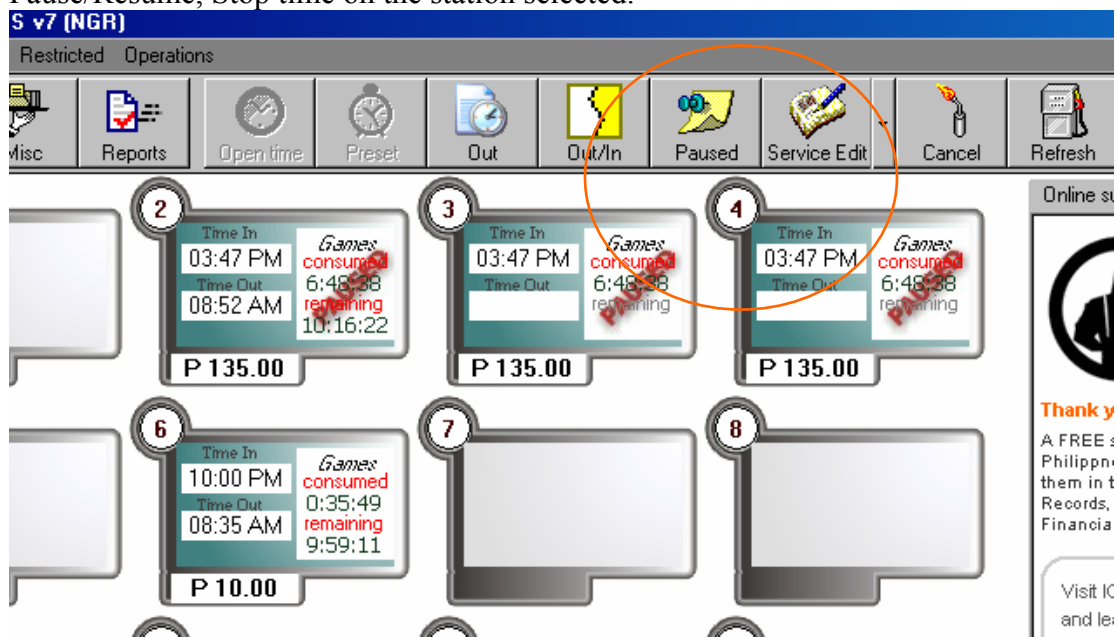 Pause/Resume, Stop time on the station selected.
S v7 (NGR)
Restricted Operations
Misc Reports Open time Preset Out Out/In Paused Service Edit Cancel Refresh
2
Time In
03:47 PM
Time Out
08:52 AM
Games
consumed
6:48:38
remaining
10:16:22
PAUSED
P 135.00
3
Time In
03:47 PM
Time Out
Games
consumed
6:48:38
remaining
PAUSED
P 135.00
4
Time In
03:47 PM
Time Out
Games
consumed
6:48:38
remaining
PAUSED
P 135.00
6
Time In
10:00 PM
Time Out
08:35 AM
Games
consumed
0:35:49
remaining
9:59:11
P 10.00
7
8
Online su
Thank y
A FREE s
Philippne
them in t
Records,
Financia
Visit IC
and lea